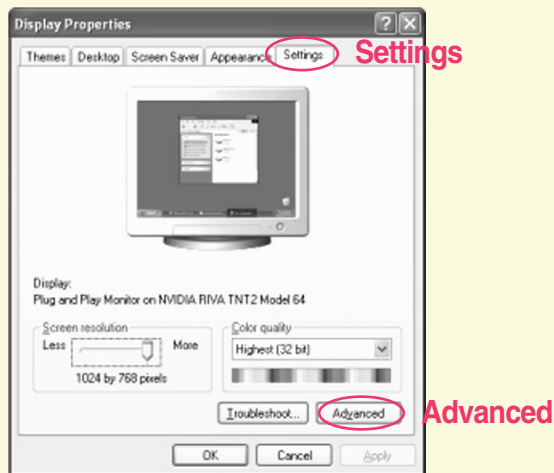 Display Properties
Themes Desktop Screen Saver Appearance Settings
Settings
Display:
Plug and Play Monitor on NVIDIA RIVA TNT2 Model 64
Screen resolution
Less More
1024 by 768 pixels
Color quality
Highest (32 bit)
Troubleshoot... Advanced
Advanced
OK Cancel Apply